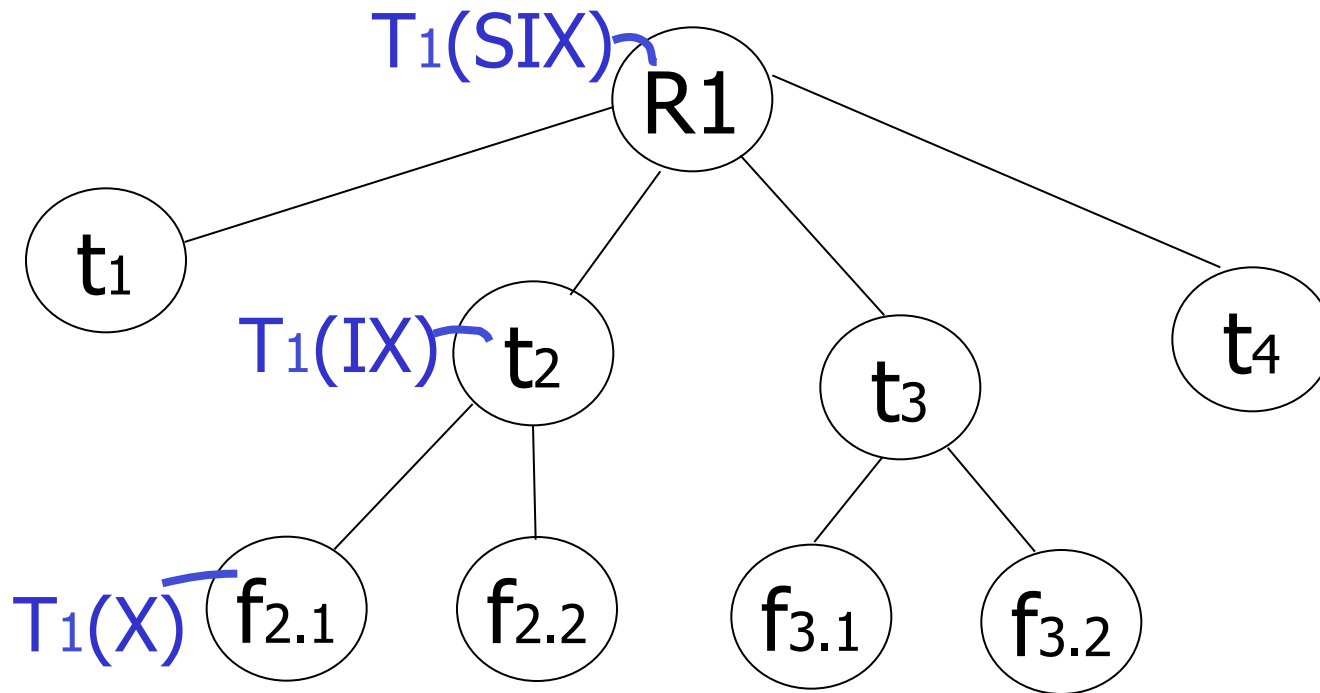 T1(SIX)
R1
t1
T1(IX)
t2
t3
t4
T1(X)
f2.1
f2.2
f3.1
f3.2